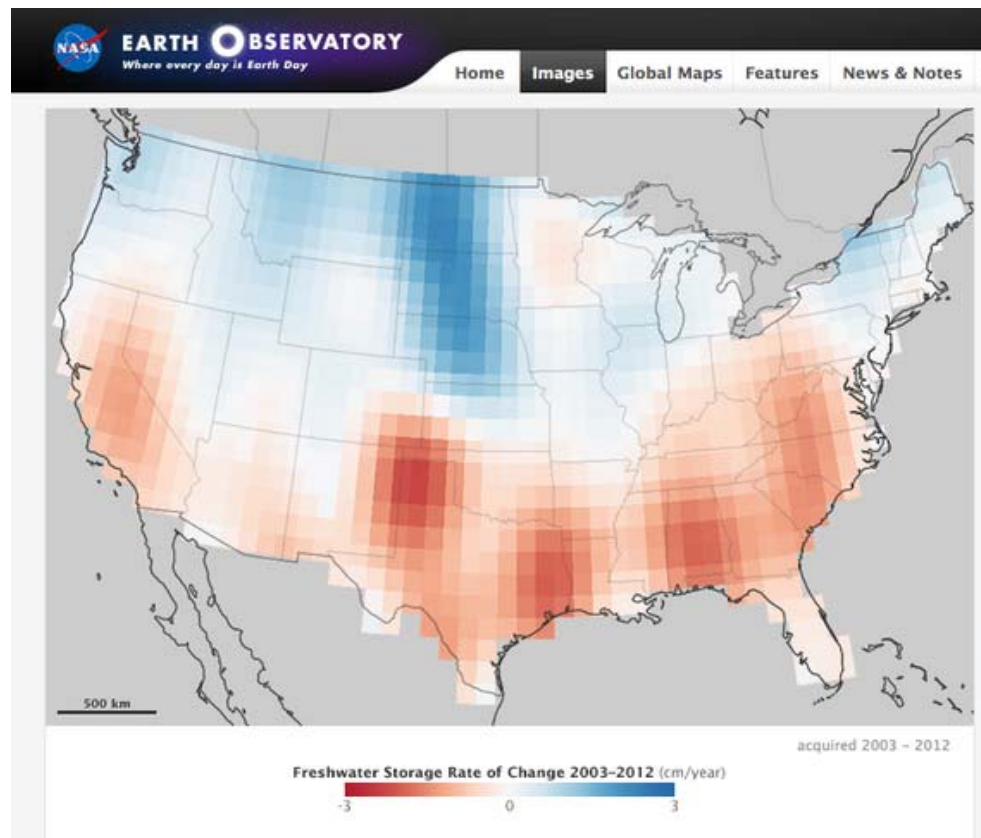 NASA
EARTH OBSERVATORY
Where every day is Earth Day
Home Images Global Maps Features News & Notes
500 km
acquired 2003 – 2012
Freshwater Storage Rate of Change 2003–2012 (cm/year)
-3 0 3